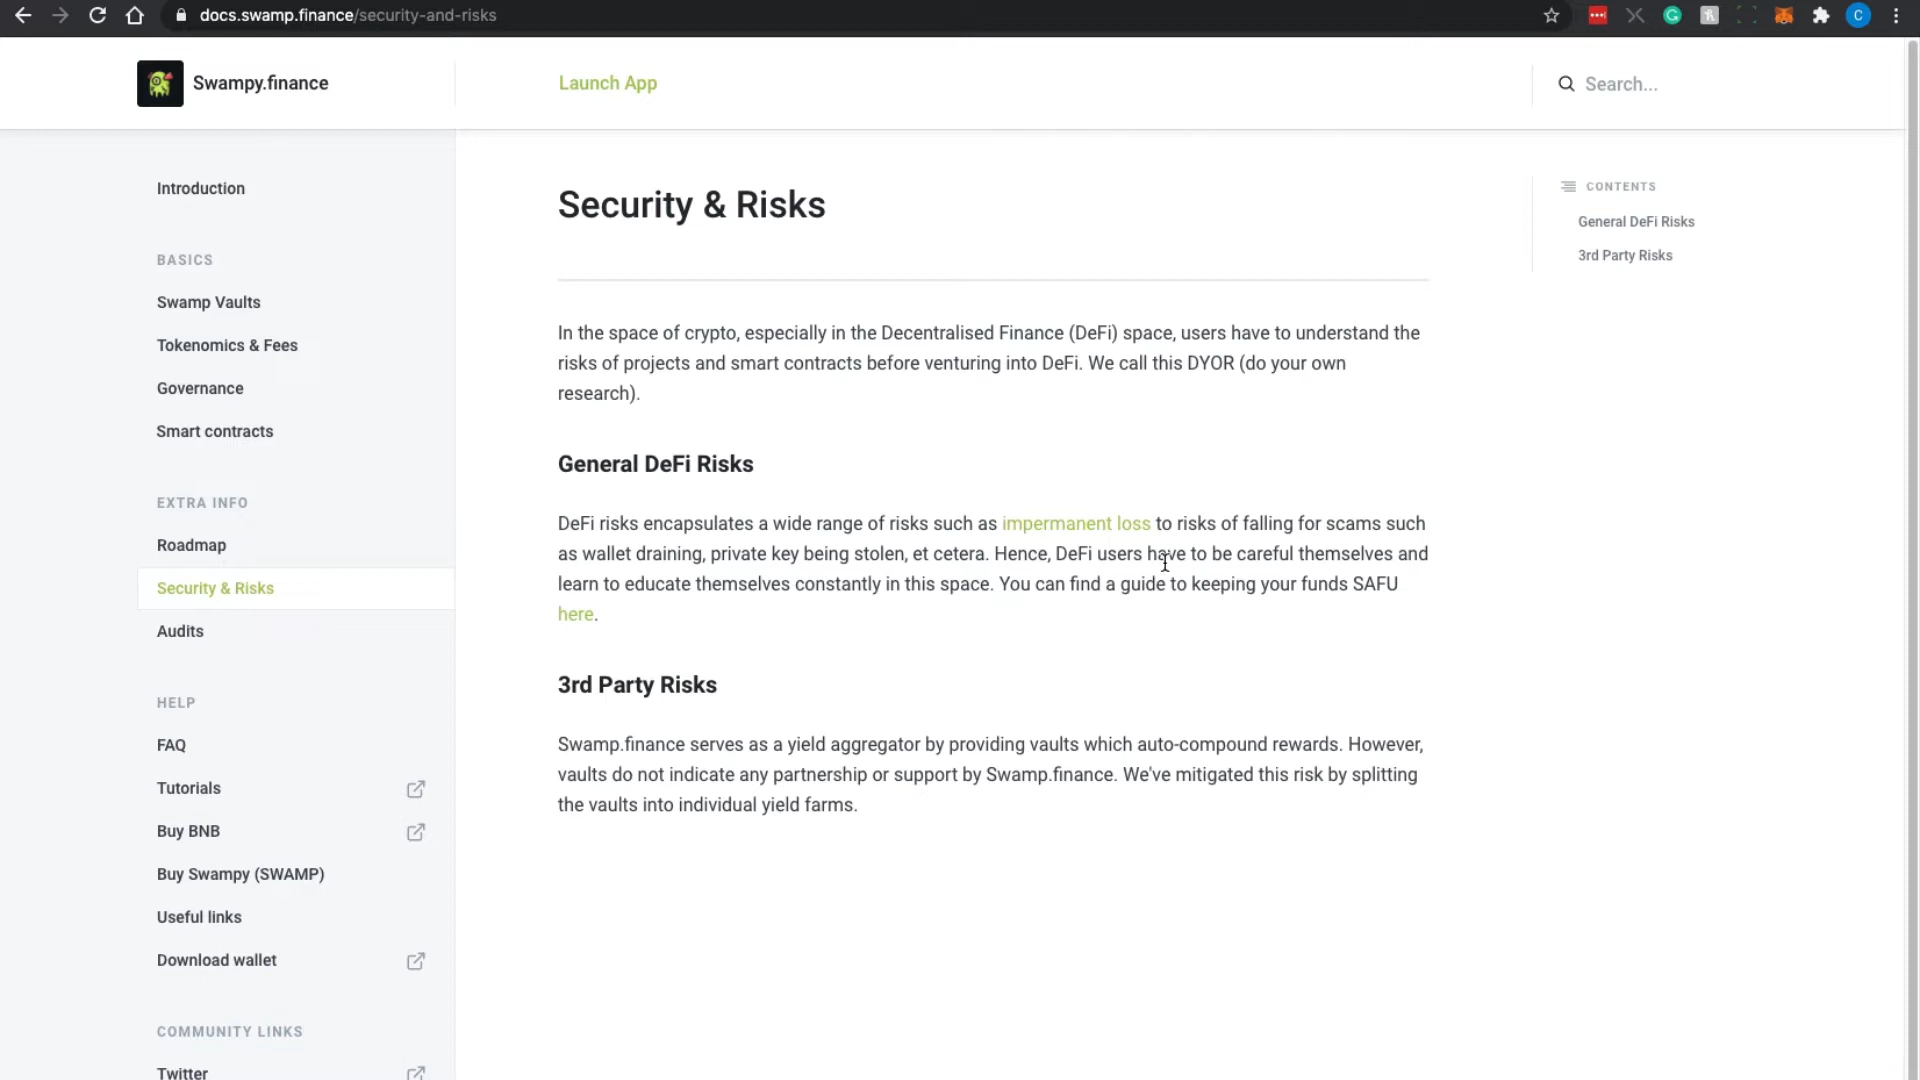 docs.swamp.finance/security-and-risks
C
Swampy.finance
Launch App
Search...
Introduction
BASICS
Swamp Vaults
Tokenomics & Fees
Governance
Smart contracts
EXTRA INFO
Roadmap
Security & Risks
Audits
HELP
FAQ
Tutorials
Buy BNB
Buy Swampy (SWAMP)
Useful links
Download wallet
COMMUNITY LINKS
Twitter
Security & Risks
In the space of crypto, especially in the Decentralised Finance (DeFi) space, users have to understand the
risks of projects and smart contracts before venturing into DeFi. We call this DYOR (do your own
research).
General DeFi Risks
DeFi risks encapsulates a wide range of risks such as impermanent loss to risks of falling for scams such
as wallet draining, private key being stolen, et cetera. Hence, DeFi users have to be careful themselves and
learn to educate themselves constantly in this space. You can find a guide to keeping your funds SAFU
here.
3rd Party Risks
Swamp.finance serves as a yield aggregator by providing vaults which auto-compound rewards. However,
vaults do not indicate any partnership or support by Swamp.finance. We've mitigated this risk by splitting
the vaults into individual yield farms.
CONTENTS
General DeFi Risks
3rd Party Risks